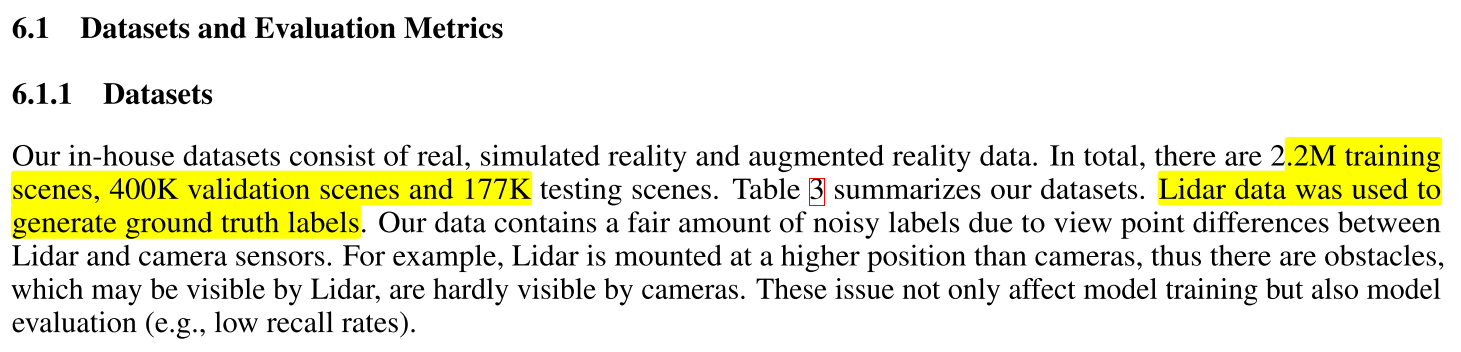 6.1 Datasets and Evaluation Metrics
6.1.1 Datasets
Our in-house datasets consist of real, simulated reality and augmented reality data. In total, there are 2.2M training
scenes, 400K validation scenes and 177K testing scenes. Table 3 summarizes our datasets. Lidar data was used to
generate ground truth labels. Our data contains a fair amount of noisy labels due to view point differences between
Lidar and camera sensors. For example, Lidar is mounted at a higher position than cameras, thus there are obstacles,
which may be visible by Lidar, are hardly visible by cameras. These issue not only affect model training but also model
evaluation (e.g., low recall rates).